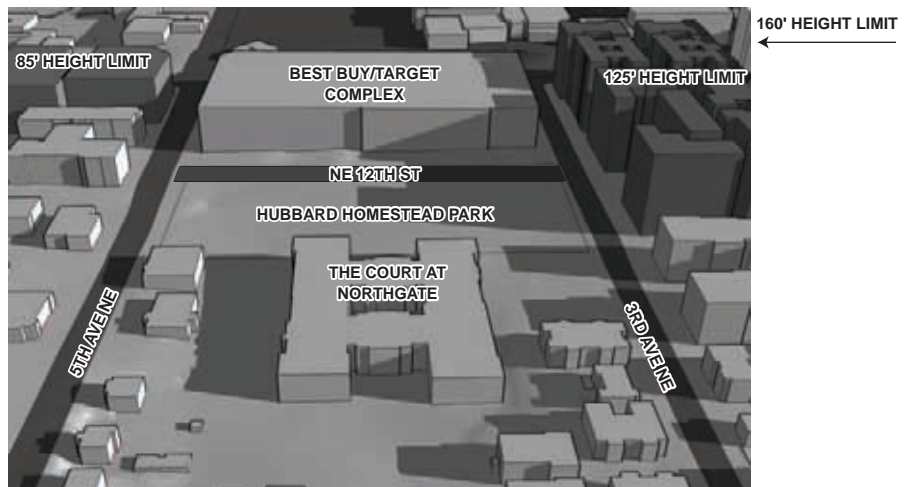 160' HEIGHT LIMIT
85' HEIGHT LIMIT
BEST BUY/TARGET
COMPLEX
125' HEIGHT LIMIT
NE 12TH ST
HUBBARD HOMESTEAD PARK
THE COURT AT
NORTHGATE
5TH AVE NE
3RD AVE NE